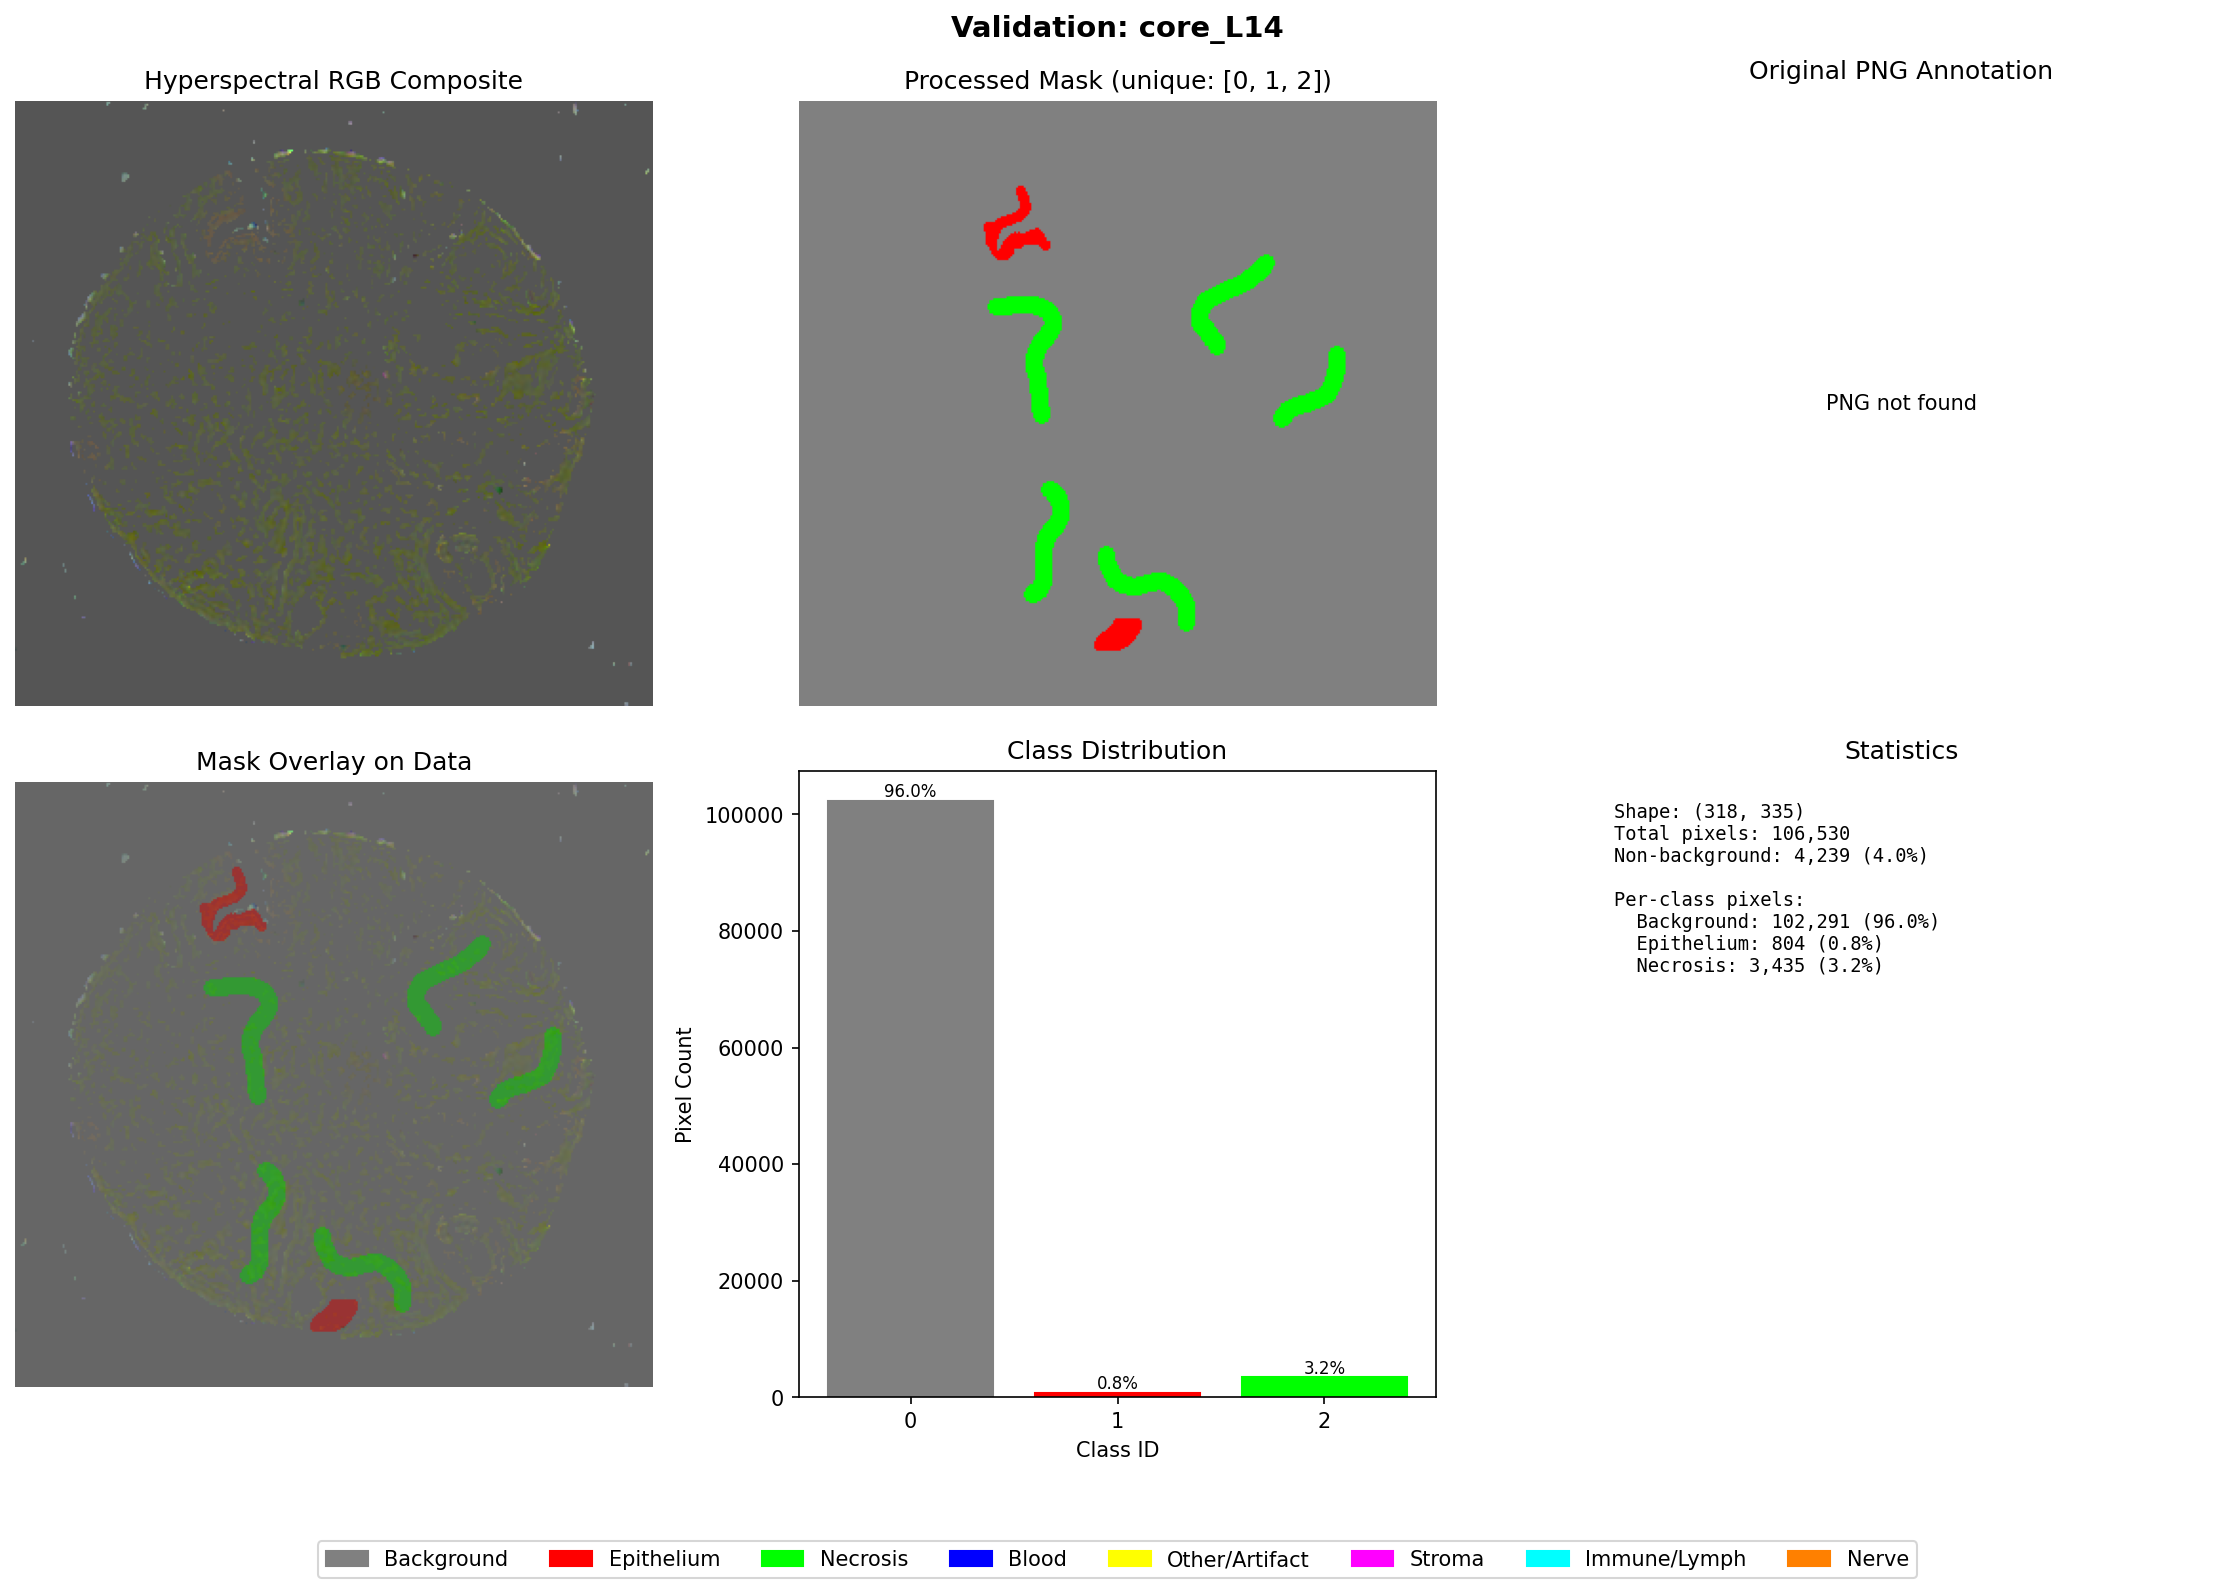 Validation: core_L14
Hyperspectral RGB Composite
Processed Mask (unique: [0, 1, 2])
Original PNG Annotation
PNG not found
Mask Overlay on Data
Class Distribution
96.0%
0.8%
3.2%
100000
80000
60000
40000
20000
0
Pixel Count
0 1 2
Class ID
Statistics
Shape: (318, 335)
Total pixels: 106,530
Non-background: 4,239 (4.0%)
Per-class pixels:
Background: 102,291 (96.0%)
Epithelium: 804 (0.8%)
Necrosis: 3,435 (3.2%)
Background Epithelium Necrosis Blood Other/Artifact Stroma Immune/Lymph Nerve